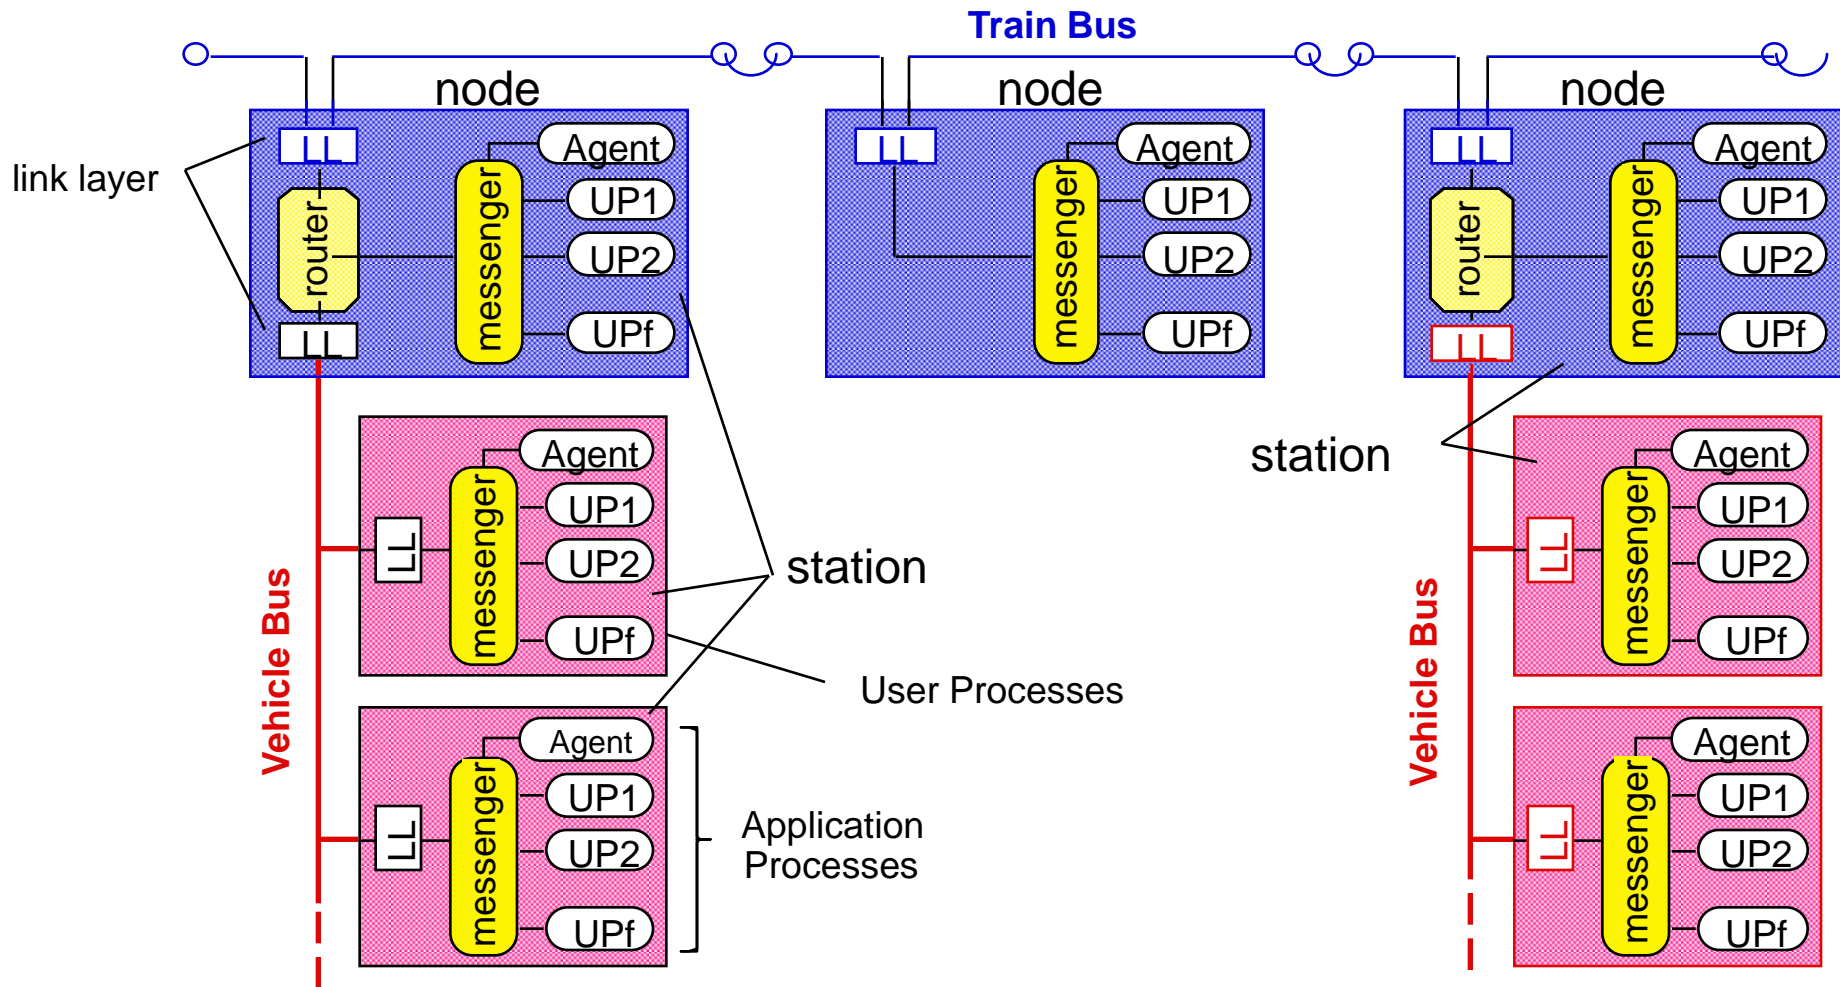 Train Bus
node
node
node
LL
Agent
LL
Agent
LL
Agent
link layer
router
messenger
UP1
UP2
UPf
LL
messenger
UP1
UP2
UPf
router
messenger
UP1
UP2
UPf
LL
Vehicle Bus
LL
messenger
Agent
UP1
UP2
UPf
station
station
User Processes
LL
messenger
Agent
UP1
UP2
UPf
Application
Processes
Vehicle Bus
LL
messenger
Agent
UP1
UP2
UPf
LL
messenger
Agent
UP1
UP2
UPf